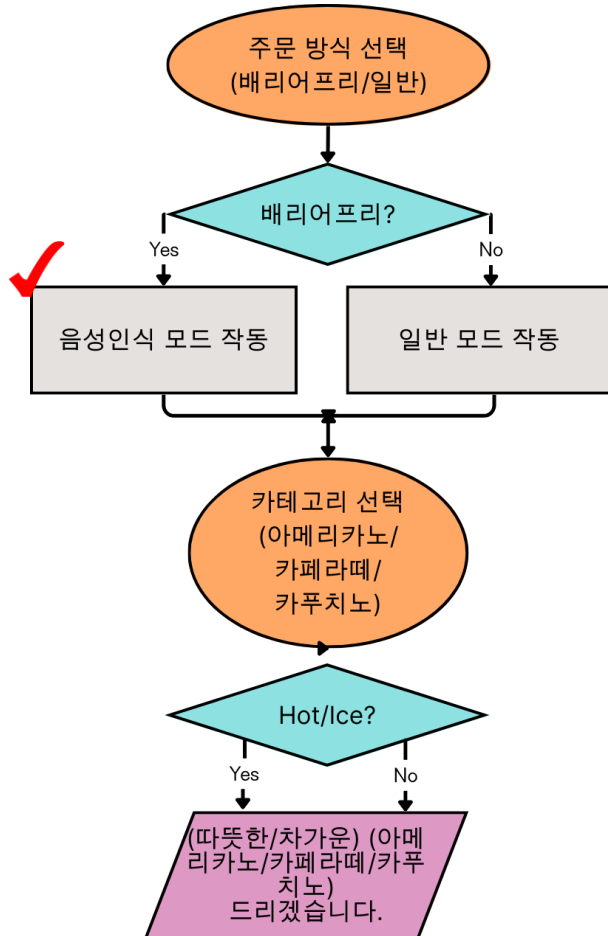 주문 방식 선택
(배리어프리/일반)
배리어프리?
Yes
No
음성인식 모드 작동
일반 모드 작동
카테고리 선택
(아메리카노/
카페라떼/
카푸치노)
Hot/Ice?
Yes
No
(따뜻한/차가운) (아메
리카노/카페라떼/카푸
치노)
드리겠습니다.